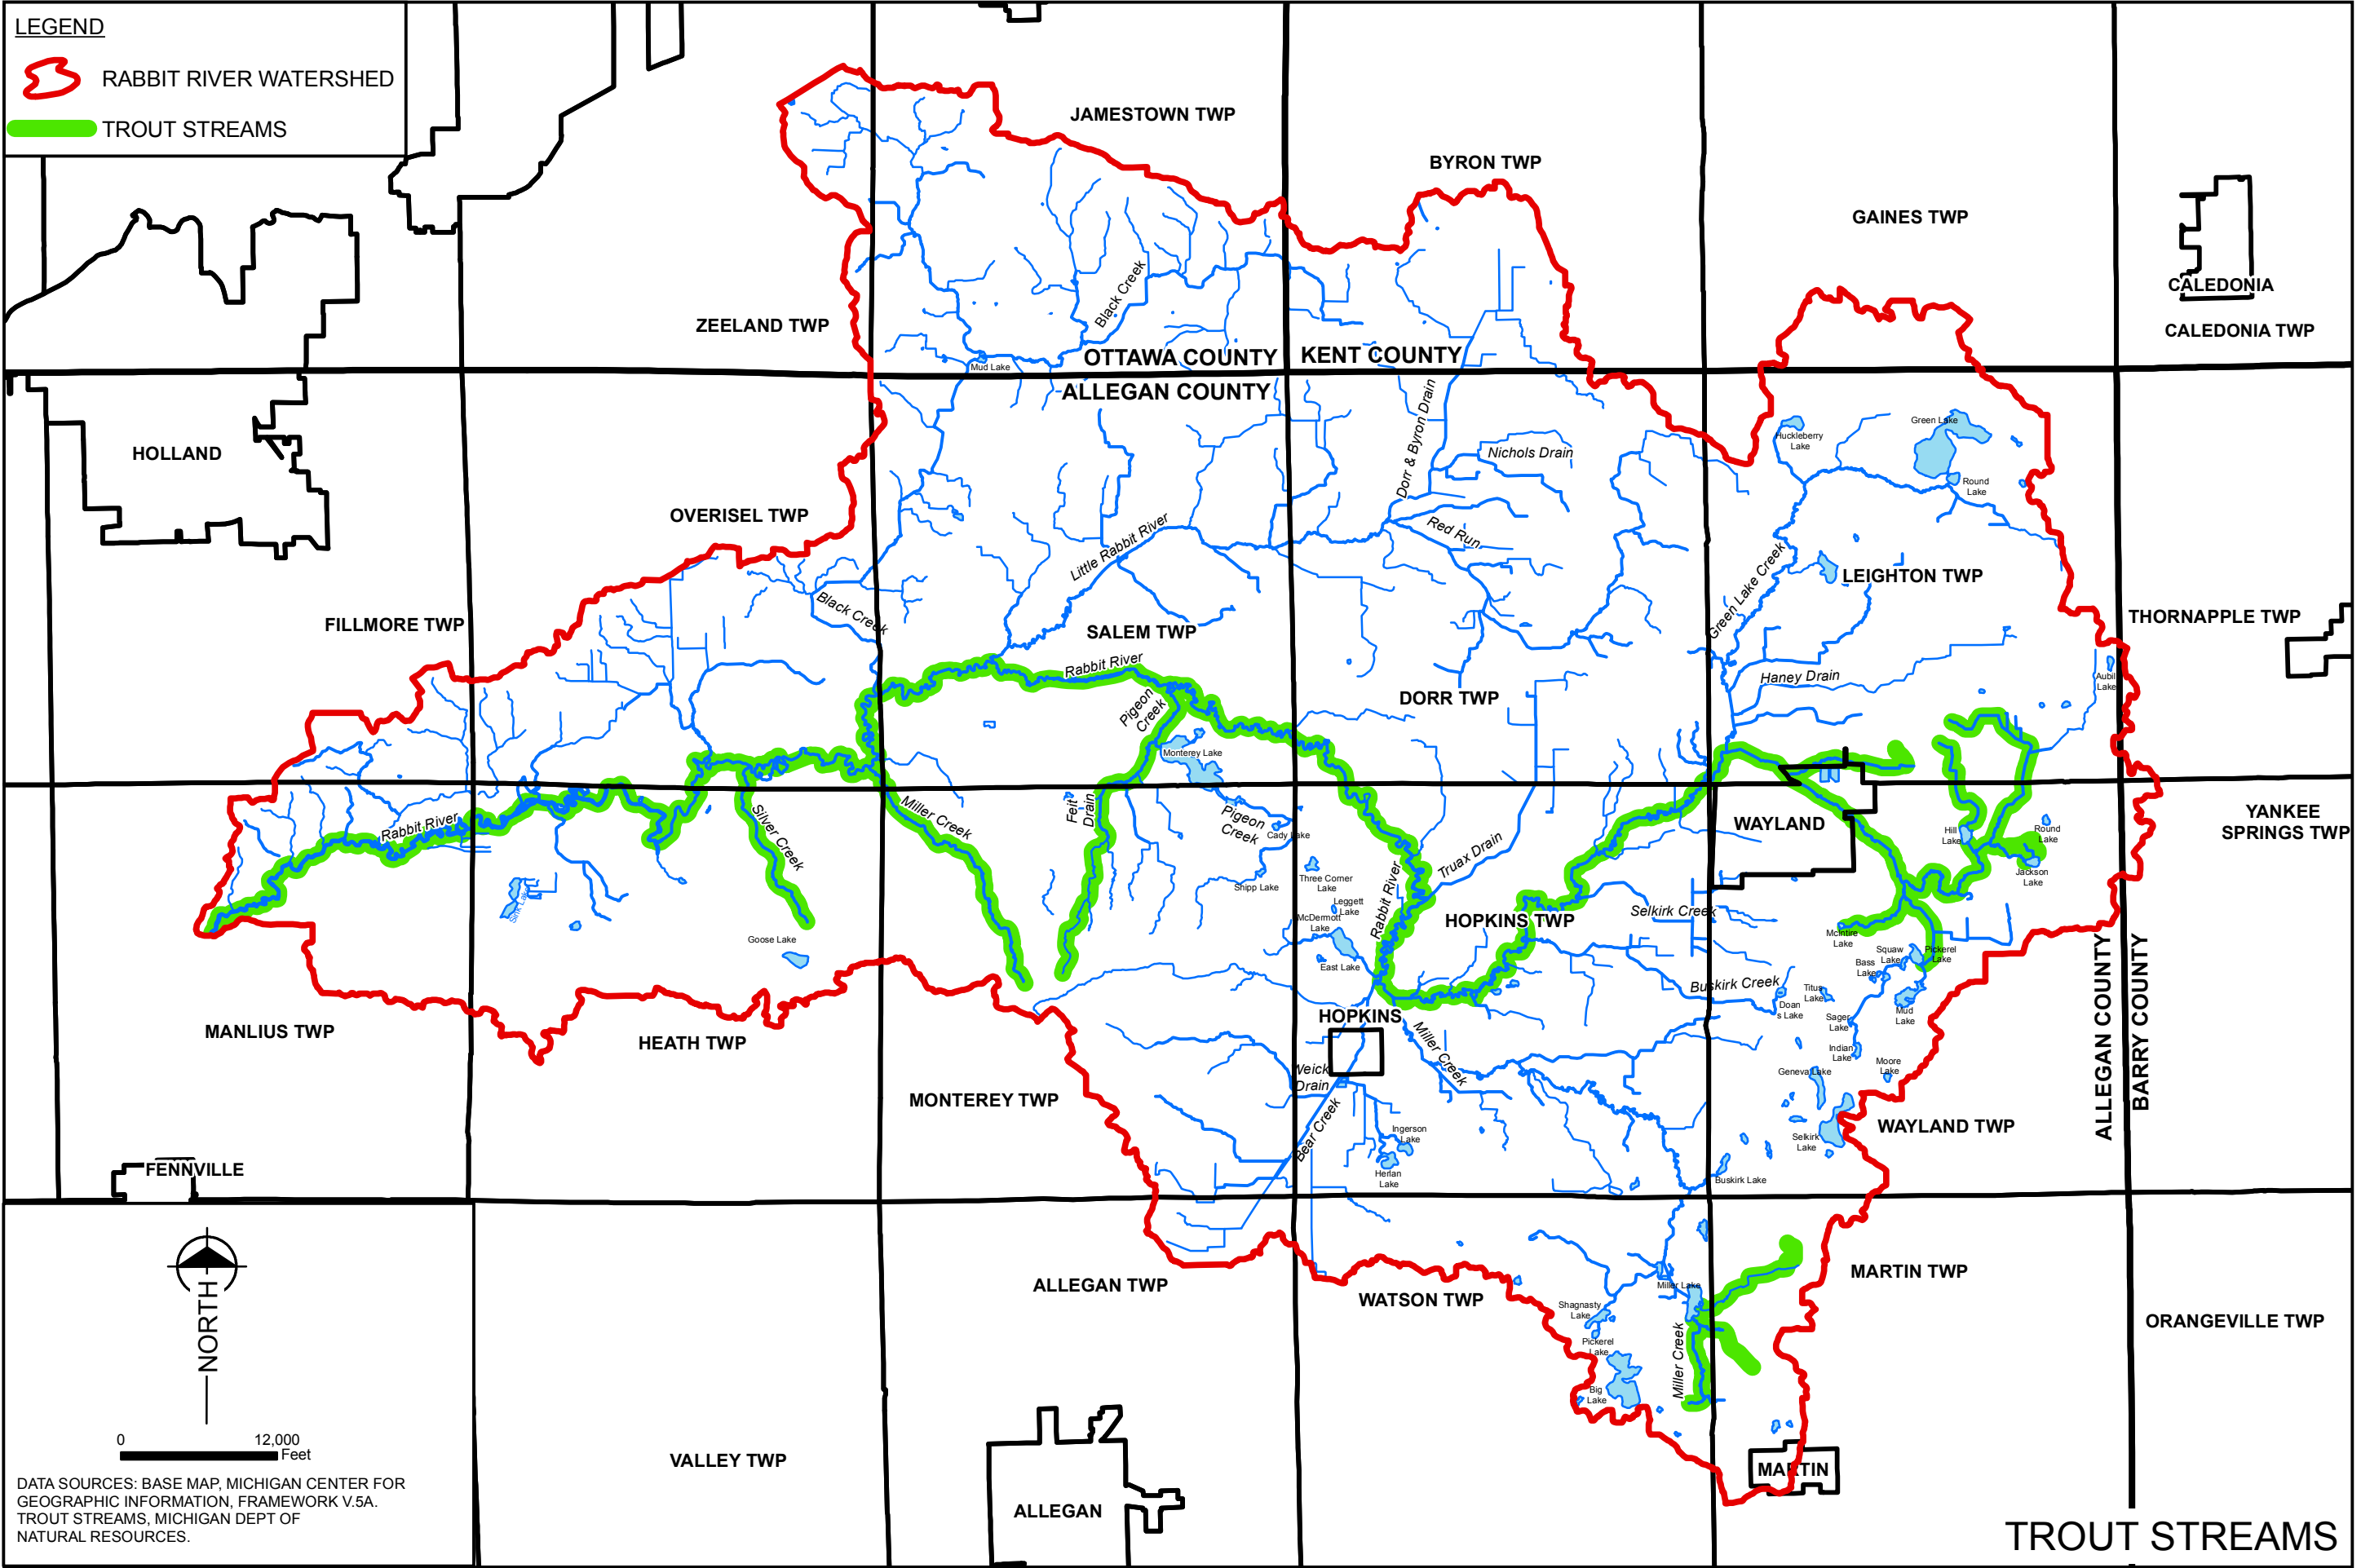 LEGEND
RABBIT RIVER WATERSHED
TROUT STREAMS
JAMESTOWN TWP
BYRON TWP
GAINES TWP
CALEDONIA
CALEDONIA TWP
ZEELAND TWP
Black Creek
OTTAWA COUNTY
KENT COUNTY
Mud Lake
ALLEGAN COUNTY
HOLLAND
Dorr & Byron Drain
Nichols Drain
Huckleberry
Lake
Green Lake
Round
Lake
OVERISEL TWP
Little Rabbit River
Red Run
Green Lake Creek
LEIGHTON TWP
Black Creek
FILLMORE TWP
SALEM TWP
THORNAPPLE TWP
Rabbit River
Haney Drain
Aubil
Lake
DORR TWP
Pigeon
Creek
Monterey Lake
Rabbit River
Silver Creek
Miller Creek
Feit
Drain
Pigeon
Creek
Cady Lake
WAYLAND
YANKEE
SPRINGS TWP
Hill
Lake
Round
Lake
Truax Drain
Three Corner
Lake
Shipp Lake
Jackson
Lake
Sink Lake
Leggett
Lake
McDermott
Lake
Rabbit River
HOPKINS TWP
Selkirk Creek
Goose Lake
East Lake
McIntire
Lake
Squaw
Lake
Pickerel
Lake
Bass
Lake
Buskirk Creek
Titus
Lake
Doan
s Lake
Mud
Lake
Sager
Lake
ALLEGAN COUNTY
BARRY COUNTY
MANLIUS TWP
HEATH TWP
HOPKINS
Miller Creek
Indian
Lake
Moore
Lake
Geneva Lake
Weick
Drain
MONTEREY TWP
Bear Creek
Ingerson
Lake
Herlan
Lake
Selkirk
Lake
WAYLAND TWP
FENNVILLE
Buskirk Lake
NORTH
ALLEGAN TWP
WATSON TWP
Miller Lake
MARTIN TWP
Shagnasty
Lake
Pickerel
Lake
Miller Creek
ORANGEVILLE TWP
Big
Lake
0 12,000
Feet
VALLEY TWP
MARTIN
ALLEGAN
DATA SOURCES: BASE MAP, MICHIGAN CENTER FOR
GEOGRAPHIC INFORMATION, FRAMEWORK V.5A.
TROUT STREAMS, MICHIGAN DEPT OF
NATURAL RESOURCES.
TROUT STREAMS